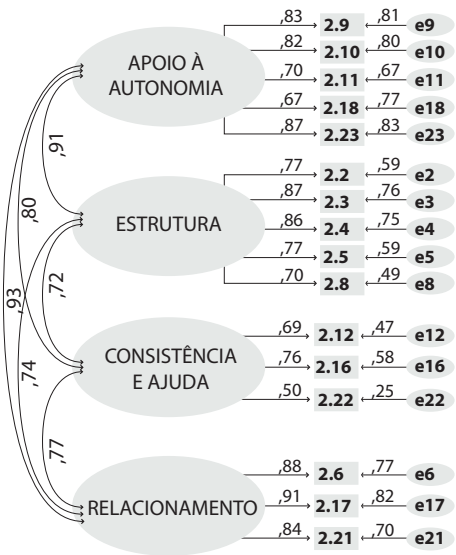 ,83 2.9 ,81 e9
APOIO À
AUTONOMIA
,82 2.10 ,80 e10
,70 2.11 ,67 e11
,67 2.18 ,77 e18
,87 2.23 ,83 e23
,91
,80
,93
,77 2.2 ,59 e2
,87 2.3 ,76 e3
ESTRUTURA
,86 2.4 ,75 e4
,77 2.5 ,59 e5
,70 2.8 ,49 e8
,72
,74
,69 2.12 ,47 e12
CONSISTÊNCIA
E AJUDA
,76 2.16 ,58 e16
,50 2.22 ,25 e22
,77
,88 2.6 ,77 e6
RELACIONAMENTO
,91 2.17 ,82 e17
,84 2.21 ,70 e21